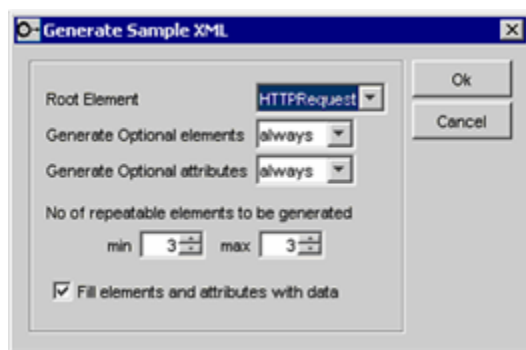 Generate Sample XML
Root Element HTTPRequest
Ok
Generate Optional elements always
Cancel
Generate Optional attributes always
No of repeatable elements to be generated
min 3 max 3
Fill elements and attributes with data